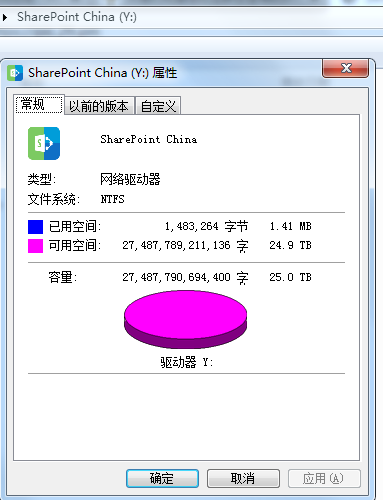 SharePoint China (Y:)
SharePoint China (Y:) 属性
常规 以前的版本 自定义
SharePoint China
类型: 网络驱动器
文件系统: NTFS
已用空间: 1,483,264 字节 1.41 MB
可用空间: 27,487,789,211,136 字 24.9 TB
容量: 27,487,790,694,400 字 25.0 TB
驱动器 Y:
确定 取消 应用(A)